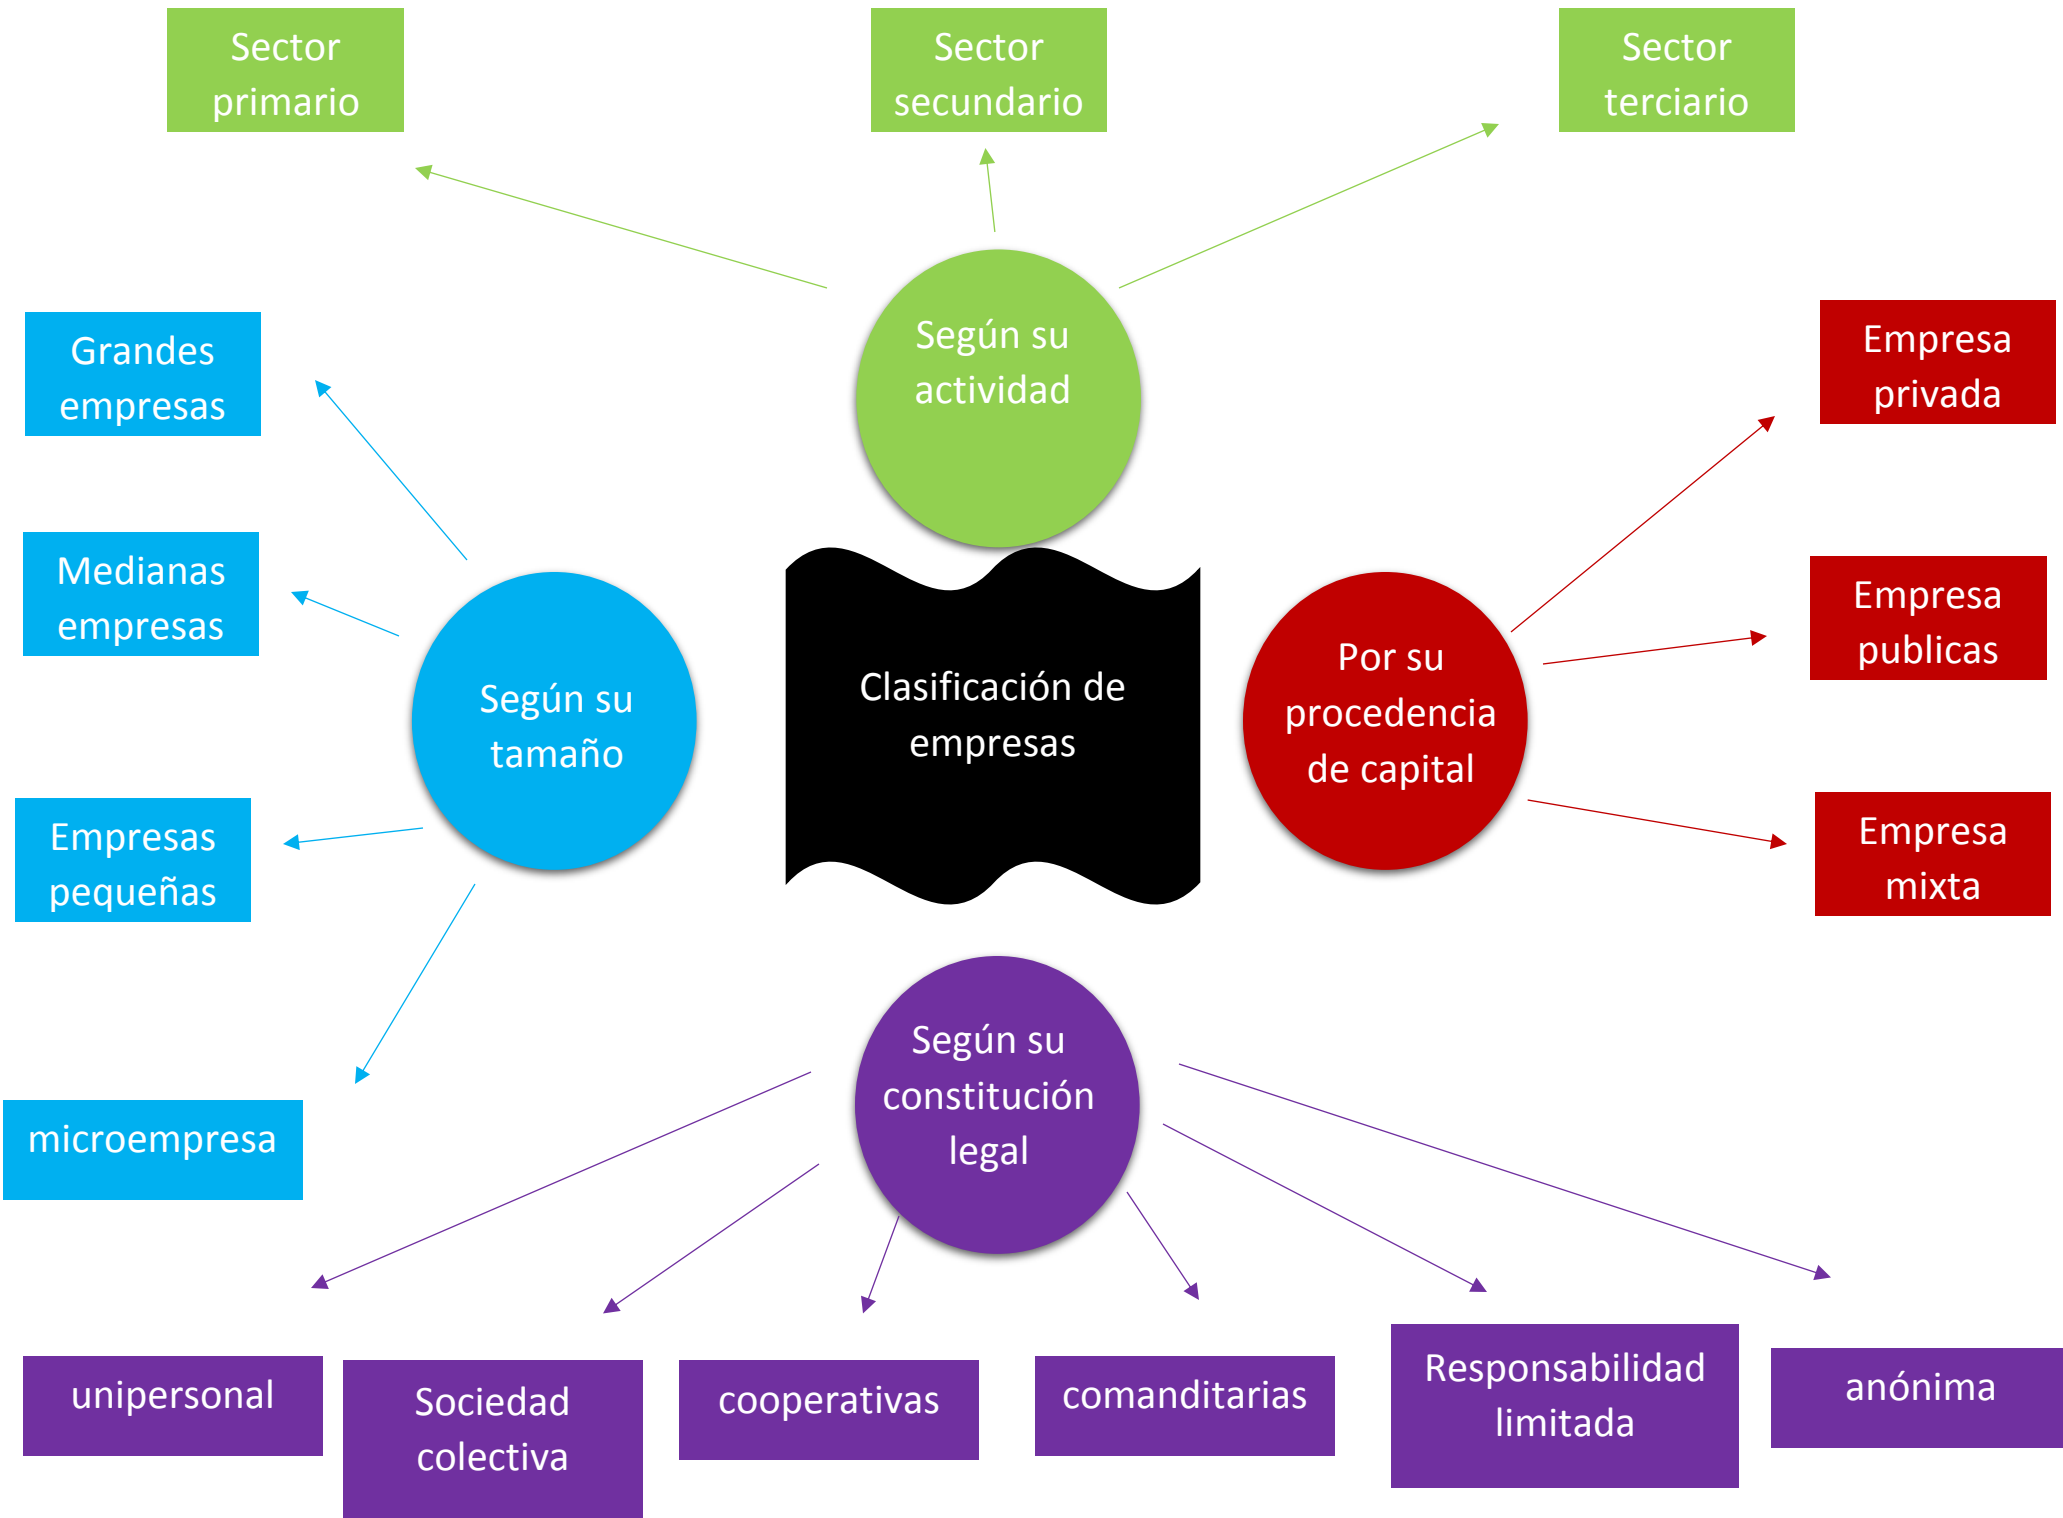 Sector
primario
Sector
secundario
Sector
terciario
Según su
actividad
Grandes
empresas
Medianas
empresas
Empresas
pequeñas
microempresa
Según su
tamaño
Clasificación de
empresas
Por su
procedencia
de capital
Empresa
privada
Empresa
publicas
Empresa
mixta
Según su
constitución
legal
unipersonal
Sociedad
colectiva
cooperativas
comanditarias
Responsabilidad
limitada
anónima